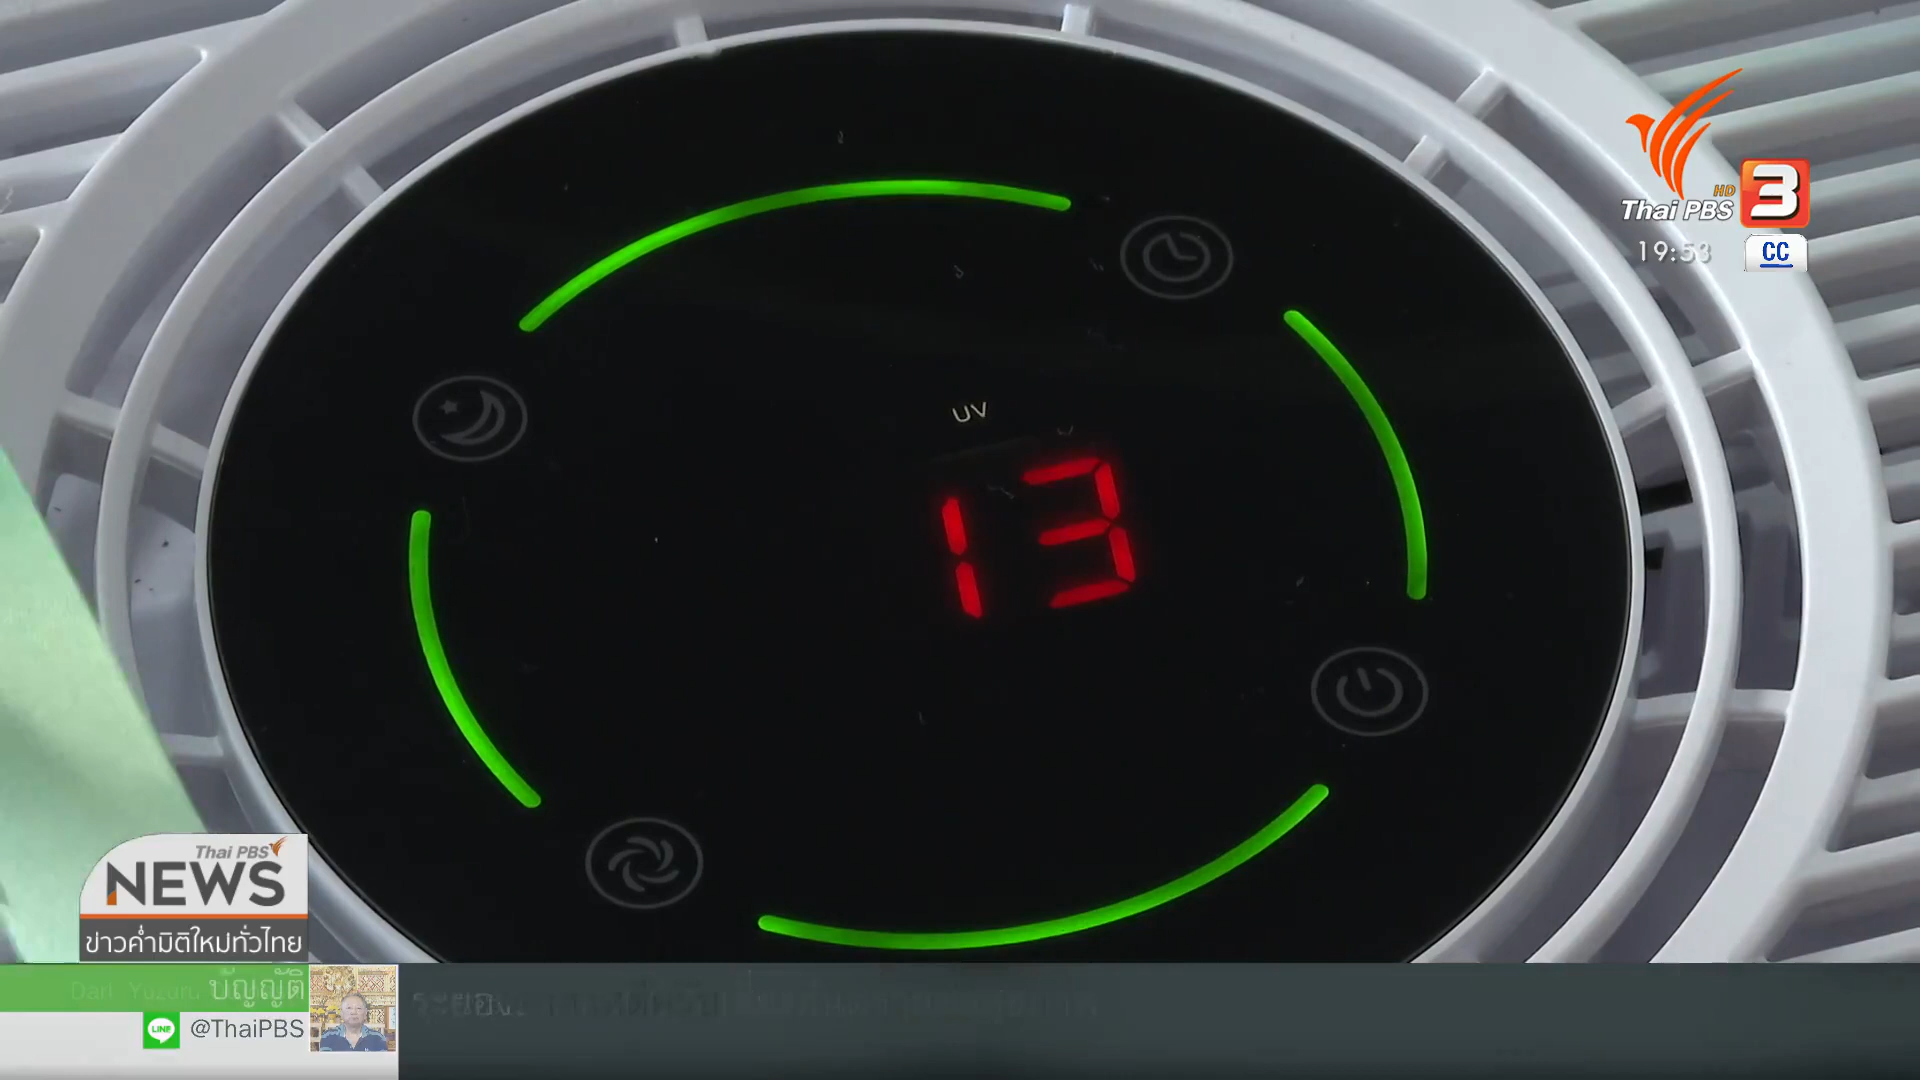 HD
Thai PBS 3
19:53 CC
UV
13
Thai PBS
NEWS
ข่าวค่ำมิติใหม่ทั่วไทย
บัญญัติ
LINE @ThaiPBS